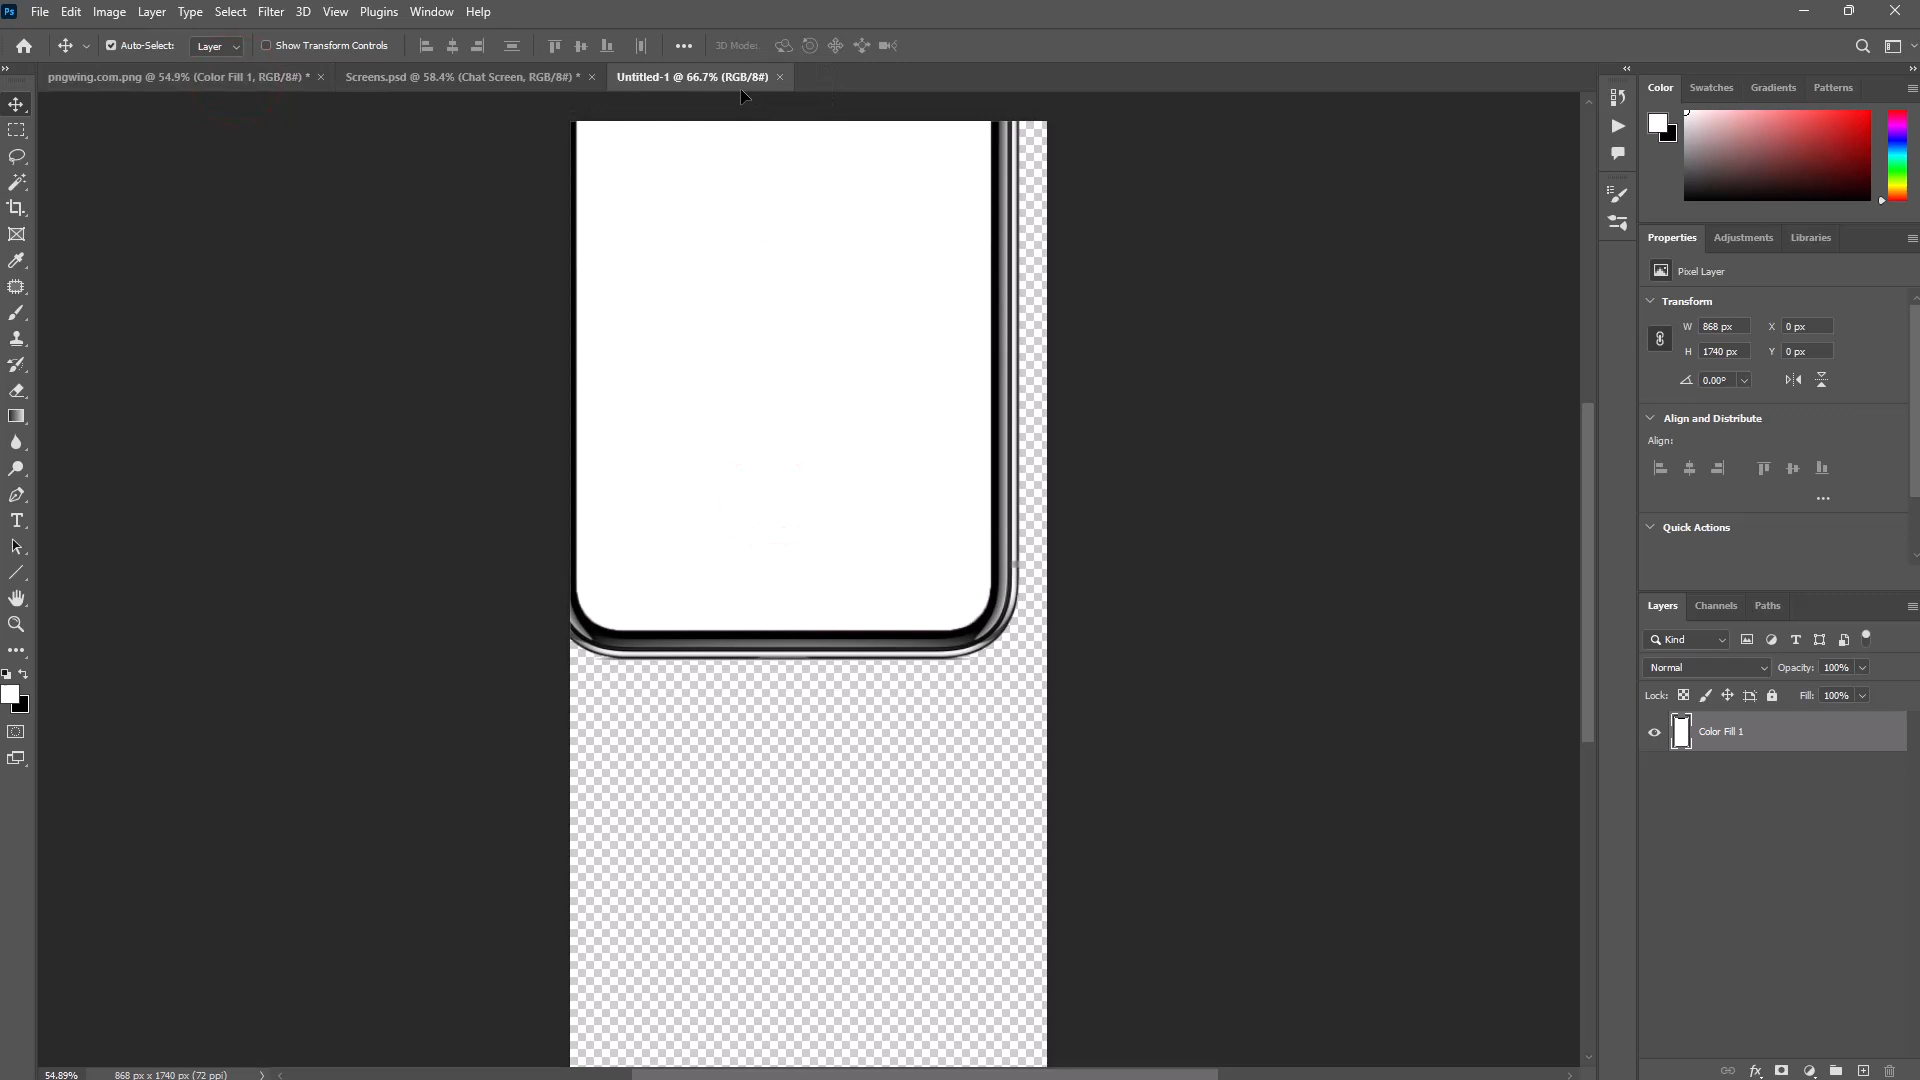 Ps File Edit Image Layer Type Select Filter 3D View Plugins Window Help
Auto-Select: Layer Show Transform Controls 3D Mode:
pngwing.com.png @ 54.9% (Color Fill 1, RGB/8#) * × Screens.psd @ 58.4% (Chat Screen, RGB/8#) * × Untitled-1 @ 66.7% (RGB/8#) ×
Color Swatches Gradients Patterns
Properties Adjustments Libraries
Pixel Layer
Transform
W 868 px X 0 px
H 1740 px Y 0 px
0.00°
Align and Distribute
Align:
Quick Actions
Layers Channels Paths
Kind
Normal Opacity: 100%
Lock: Fill: 100%
Color Fill 1
54.89% 868 px x 1740 px (72 ppi)